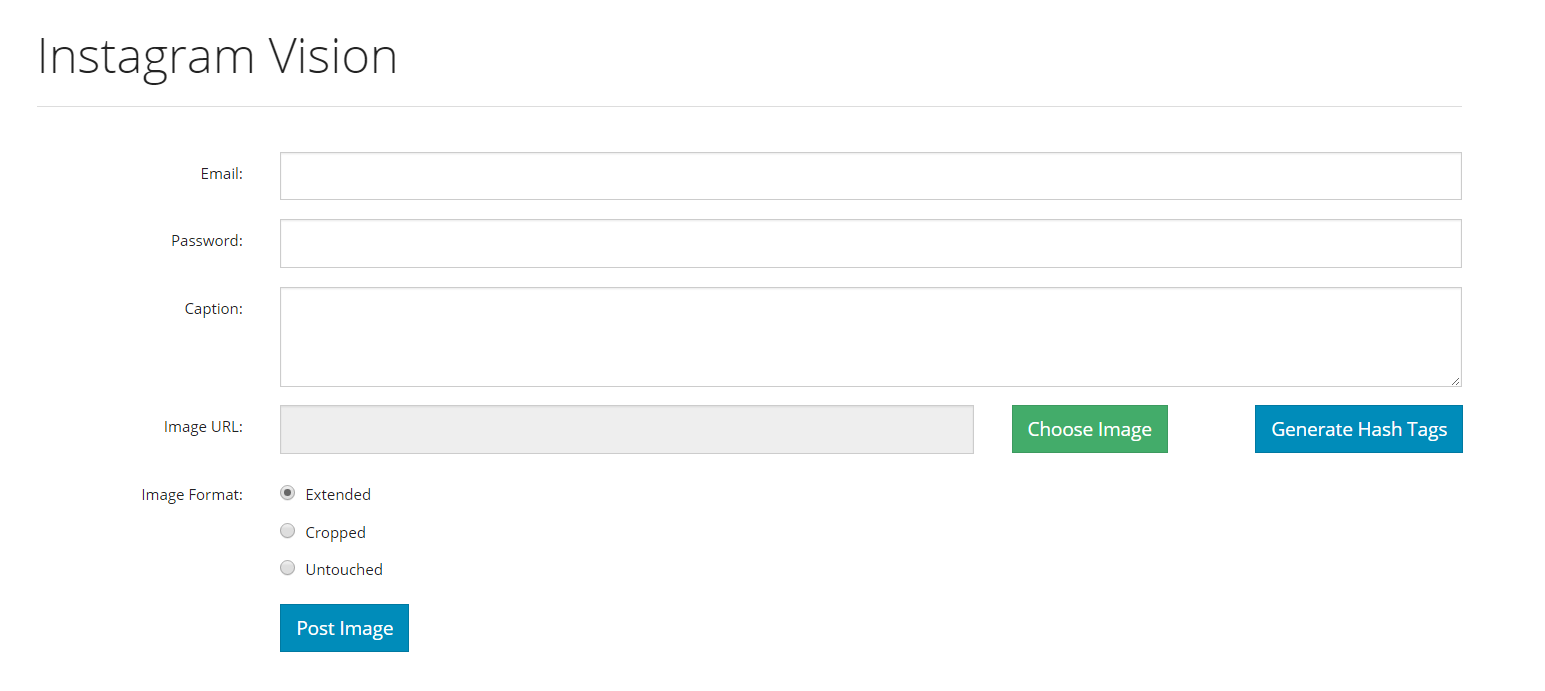 Instagram Vision
Email:
Password:
Caption:
Image URL:
Choose Image
Generate Hash Tags
Image Format:
Extended
Cropped
Untouched
Post Image